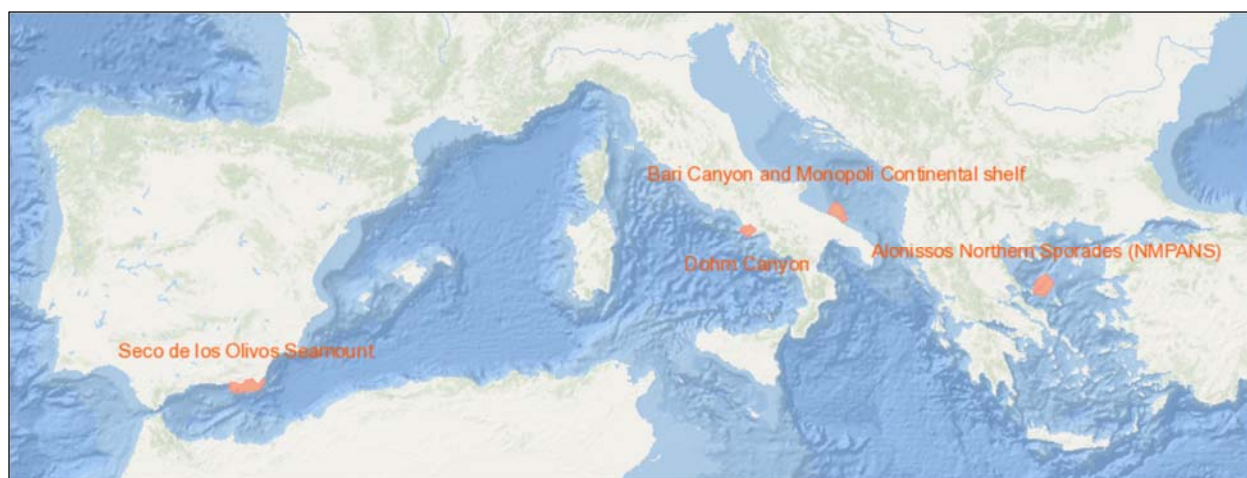 Bari Canyon and Monopoli Continental shelf
Alonissos Northern Sporades (NMPANS)
Dohrn Canyon
Seco de los Olivos Seamount